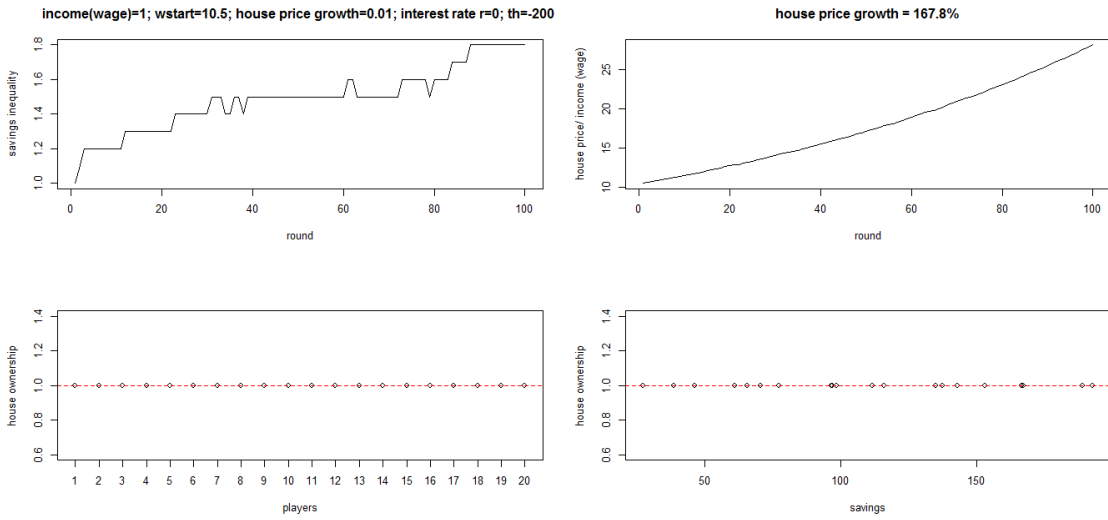 income(wage)=1; wstart=10.5; house price growth=0.01; interest rate r=0; th=-200
savings inequality
1.8
1.6
1.4
1.2
1.0
0 20 40 60 80 100
round
house price growth = 167.8%
house price/ income (wage)
25
20
15
10
0 20 40 60 80 100
round
house ownership
1.4
1.2
1.0
0.8
0.6
1 2 3 4 5 6 7 8 9 10 11 12 13 14 15 16 17 18 19 20
players
house ownership
1.4
1.2
1.0
0.8
0.6
50 100 150
savings